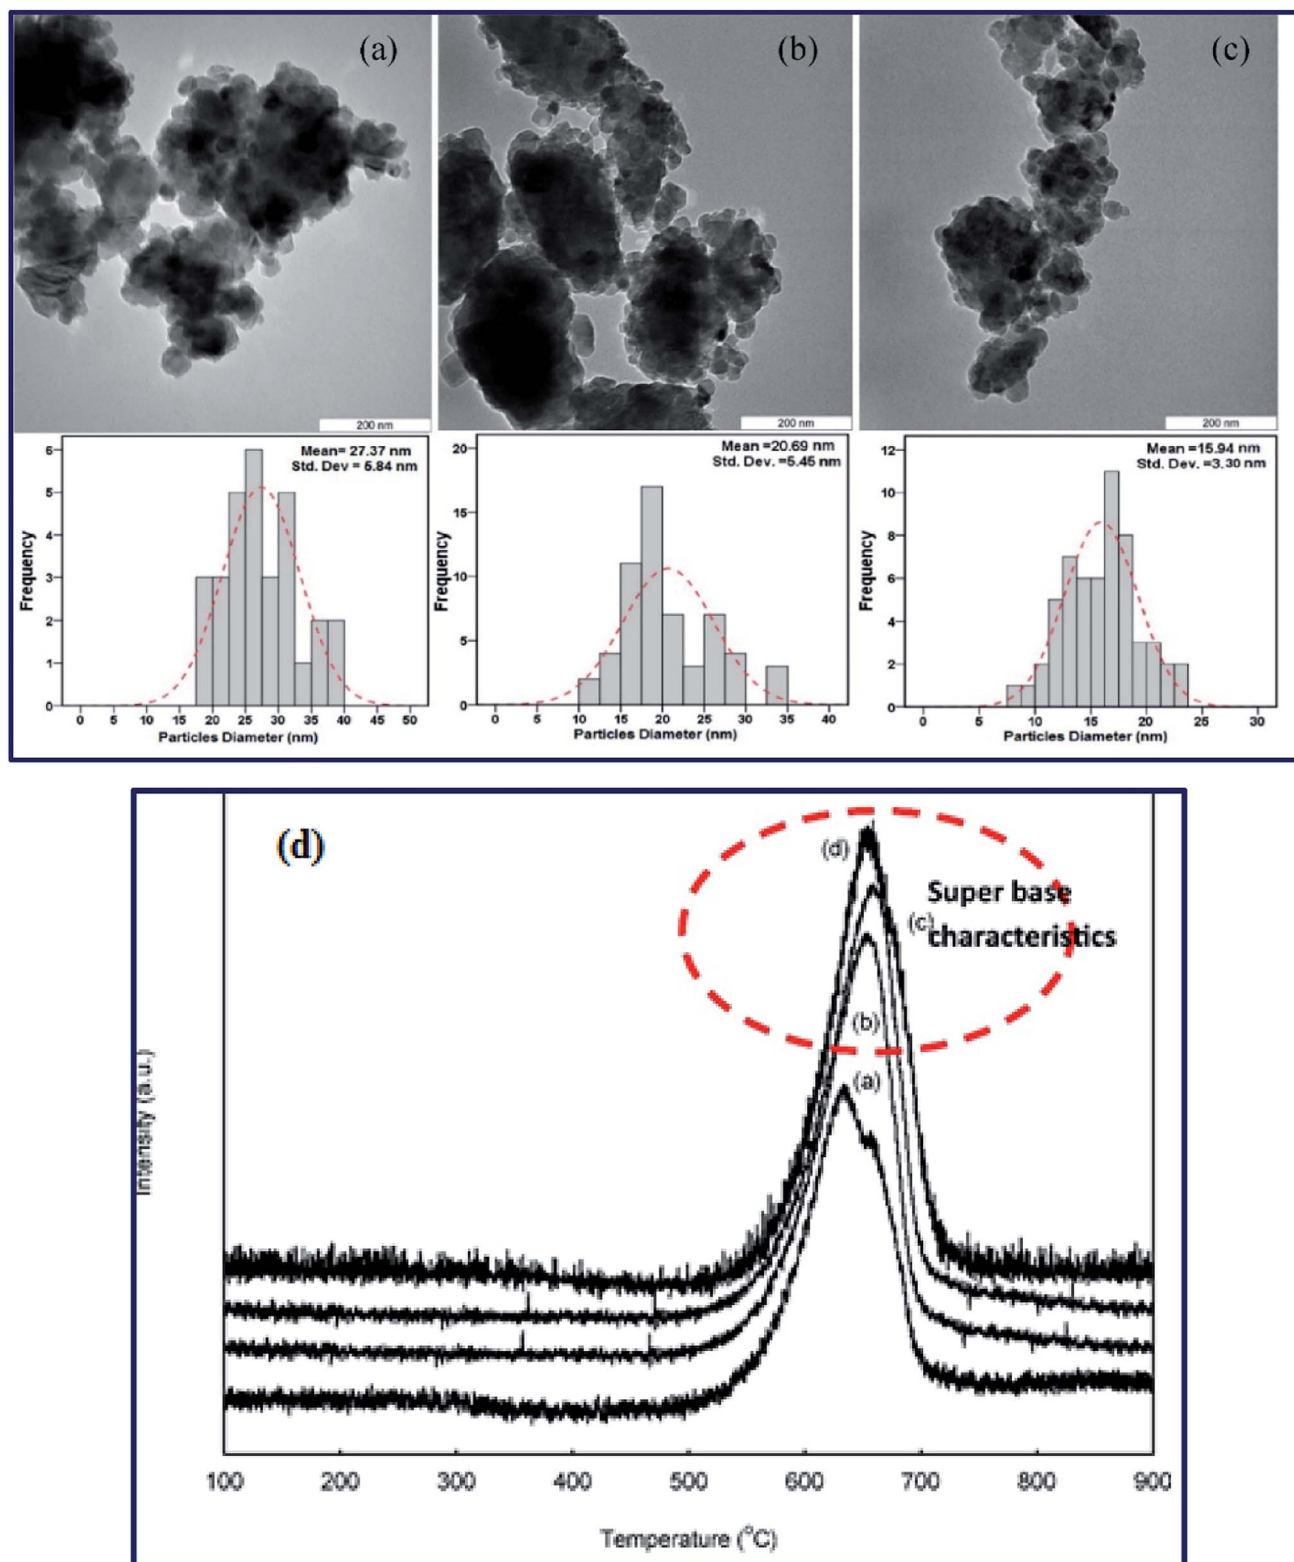 (a)
(b)
(c)
200 nm
200 nm
200 nm
Mean= 27.37 nm
Std. Dev = 5.84 nm
6
5
4
3
2
1
0
Frequency
0 5 10 15 20 25 30 35 40 45 50
Particles Diameter (nm)
Mean =20.69 nm
Std. Dev. =5.45 nm
20
15
10
5
0
Frequency
0 5 10 15 20 25 30 35 40
Particles Diameter (nm)
Mean =15.94 nm
Std. Dev. =3.30 nm
12
10
8
6
4
2
0
Frequency
0 5 10 15 20 25 30
Particles Diameter (nm)
(d)
(d)
Super base
(c)
characteristics
(b)
(a)
Intensity (a.u.)
100 200 300 400 500 600 700 800 900
Temperature (°C)